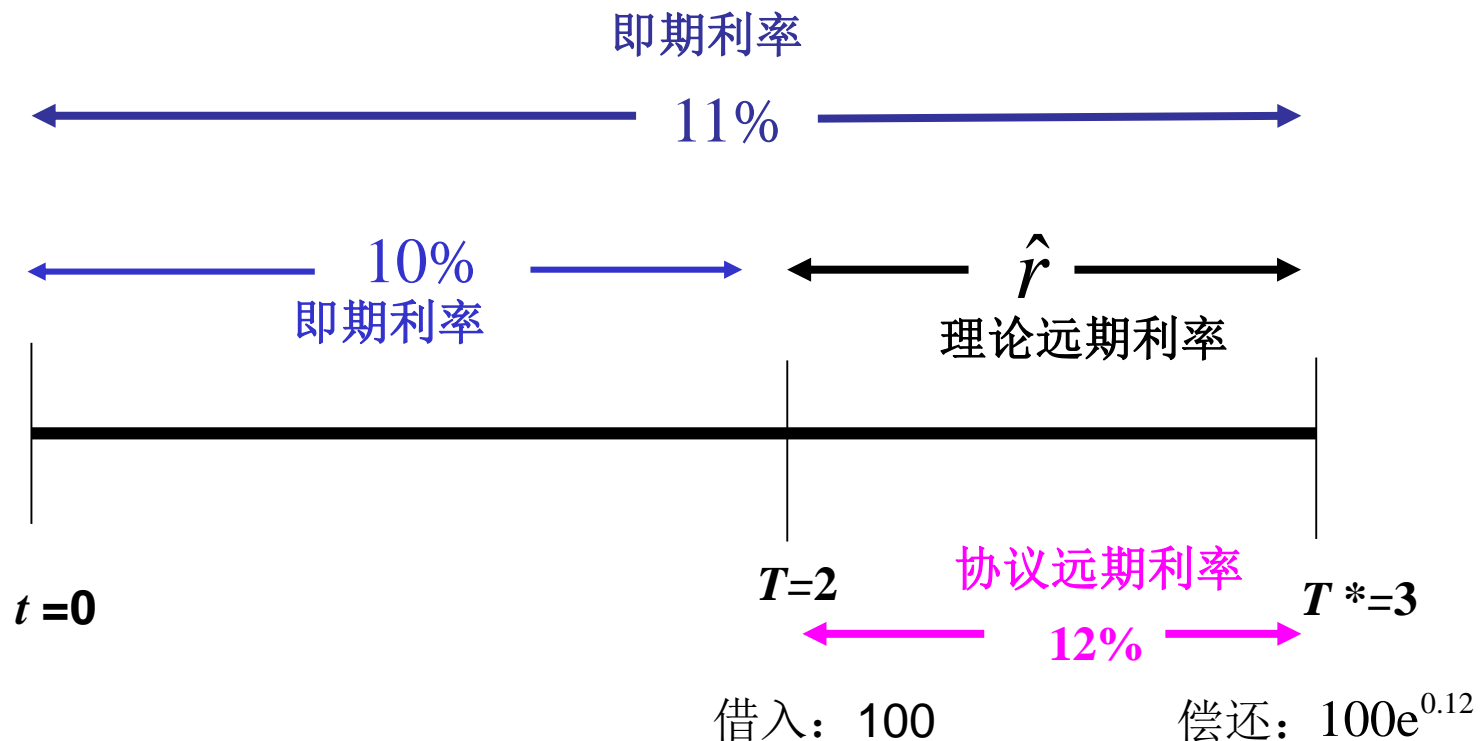 即期利率
11%
10%
即期利率
r̂
理论远期利率
t =0
T=2
协议远期利率
12%
T *=3
借入：100
偿还：100e^0.12